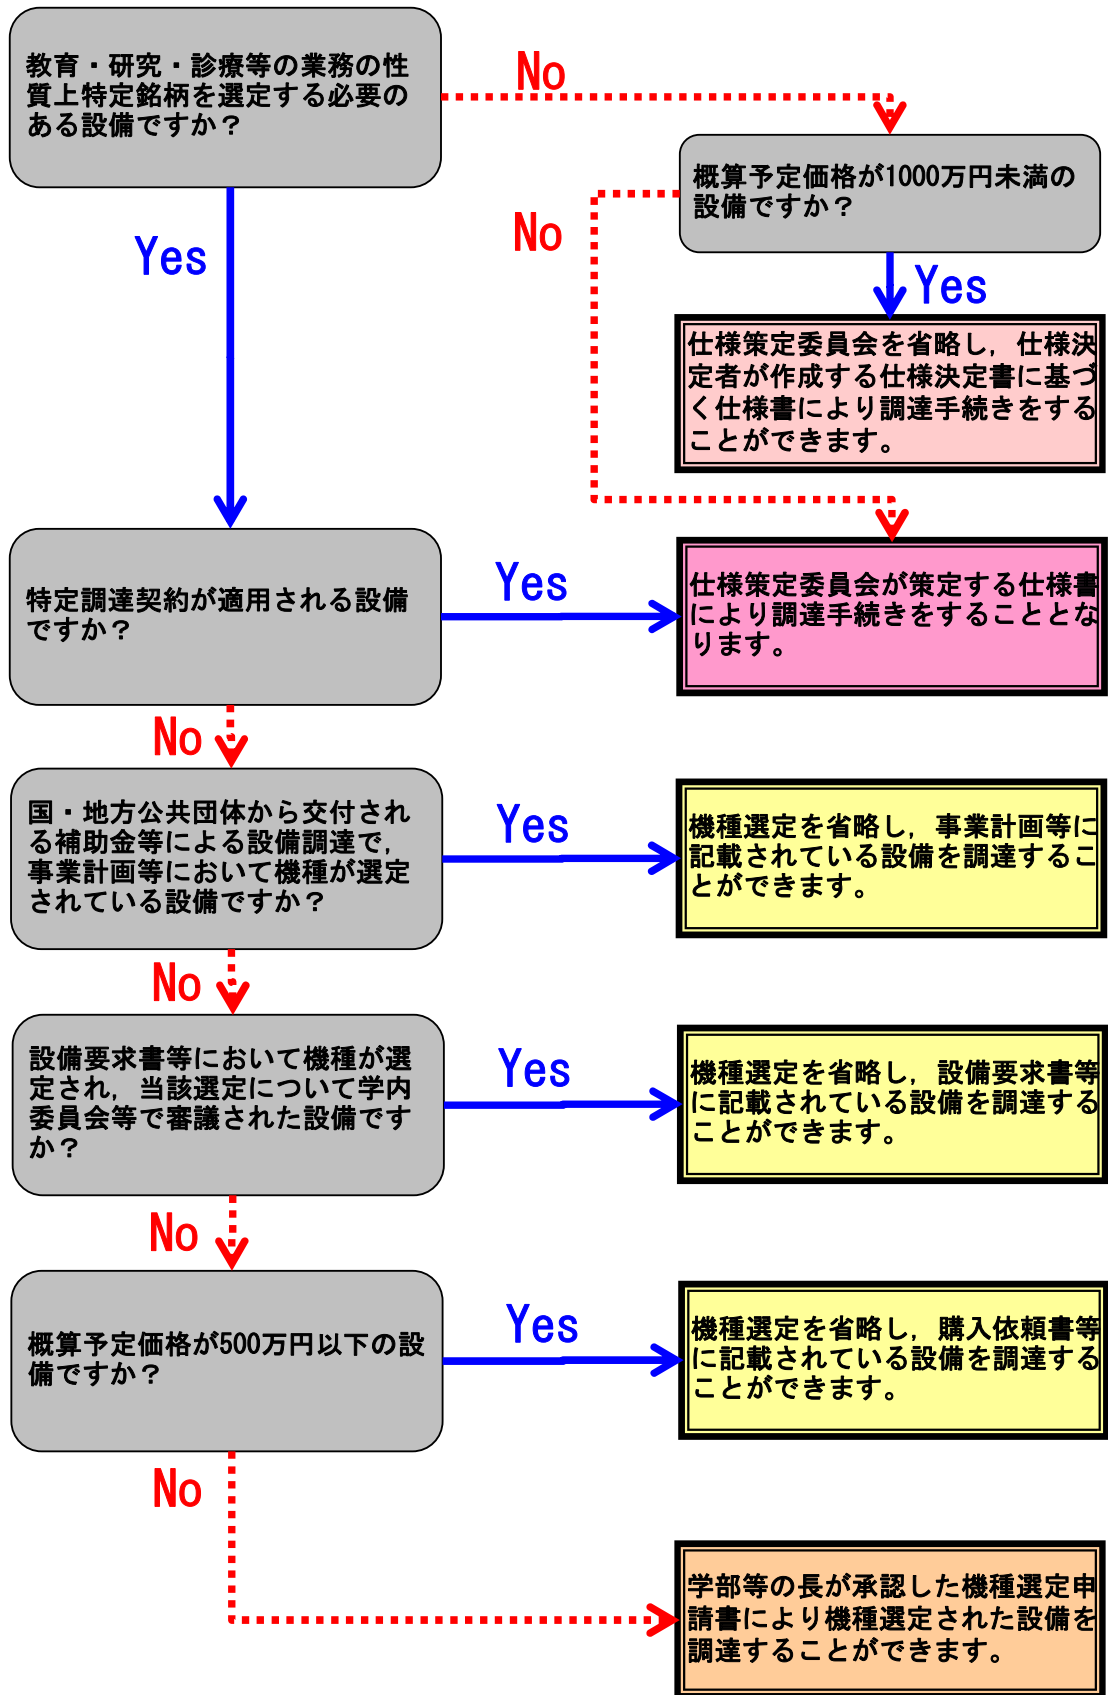 教育・研究・診療等の業務の性
質上特定銘柄を選定する必要の
ある設備ですか？
No
概算予定価格が1000万円未満の
設備ですか？
No
Yes
Yes
仕様策定委員会を省略し，仕様決
定者が作成する仕様決定書に基づ
く仕様書により調達手続きをする
ことができます。
特定調達契約が適用される設備
ですか？
Yes
仕様策定委員会が策定する仕様書
により調達手続きをすることとな
ります。
No
国・地方公共団体から交付され
る補助金等による設備調達で，
事業計画等において機種が選定
されている設備ですか？
Yes
機種選定を省略し，事業計画等に
記載されている設備を調達するこ
とができます。
No
設備要求書等において機種が選
定され，当該選定について学内
委員会等で審議された設備です
か？
Yes
機種選定を省略し，設備要求書等
に記載されている設備を調達する
ことができます。
No
概算予定価格が500万円以下の設
備ですか？
Yes
機種選定を省略し，購入依頼書等
に記載されている設備を調達する
ことができます。
No
学部等の長が承認した機種選定申
請書により機種選定された設備を
調達することができます。